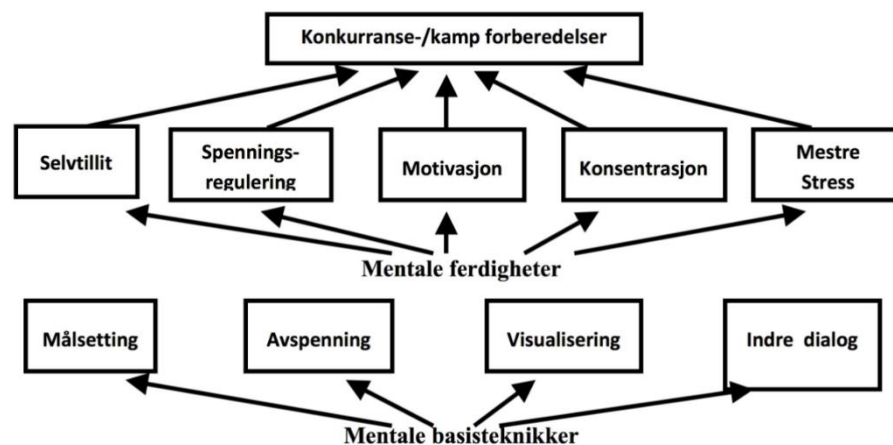 Konkurranse-/kamp forberedelser
Selvtillit
Spennings-
regulering
Motivasjon
Konsentrasjon
Mestre
Stress
Mentale ferdigheter
Målsetting
Avspenning
Visualisering
Indre dialog
Mentale basisteknikker